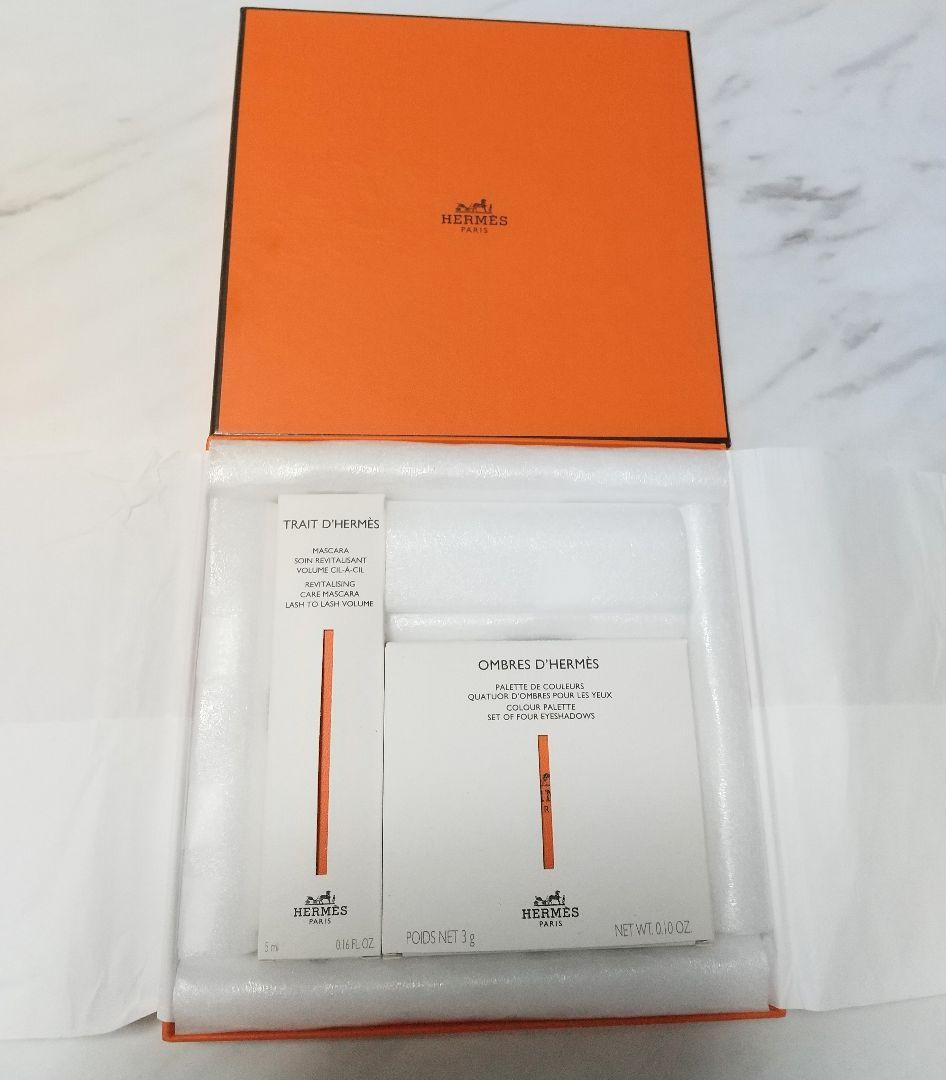 HERMÈS
PARIS
TRAIT D'HERMÈS
MASCARA
SOIN REVITALISANT
VOLUME CIL-À-CIL
REVITALISING
CARE MASCARA
LASH TO LASH VOLUME
HERMÈS
PARIS
5 ml
0.16 FL.OZ.
OMBRES D'HERMÈS
PALETTE DE COULEURS
QUATUOR D'OMBRES POUR LES YEUX
COLOUR PALETTE
SET OF FOUR EYESHADOWS
HERMÈS
PARIS
POIDS NET 3 g
NET WT. 0.10 OZ.